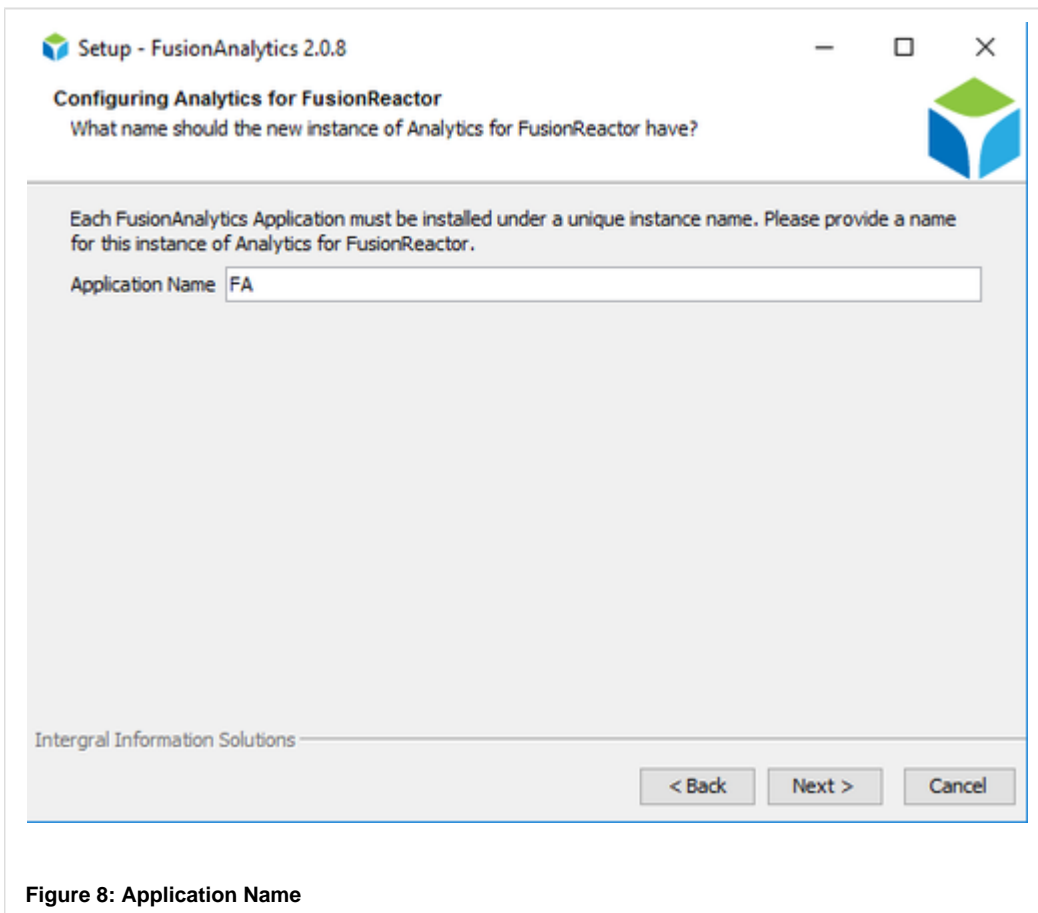 Setup - FusionAnalytics 2.0.8
Configuring Analytics for FusionReactor
What name should the new instance of Analytics for FusionReactor have?
Each FusionAnalytics Application must be installed under a unique instance name. Please provide a name
for this instance of Analytics for FusionReactor.
Application Name FA
Intergral Information Solutions
< Back Next > Cancel
Figure 8: Application Name